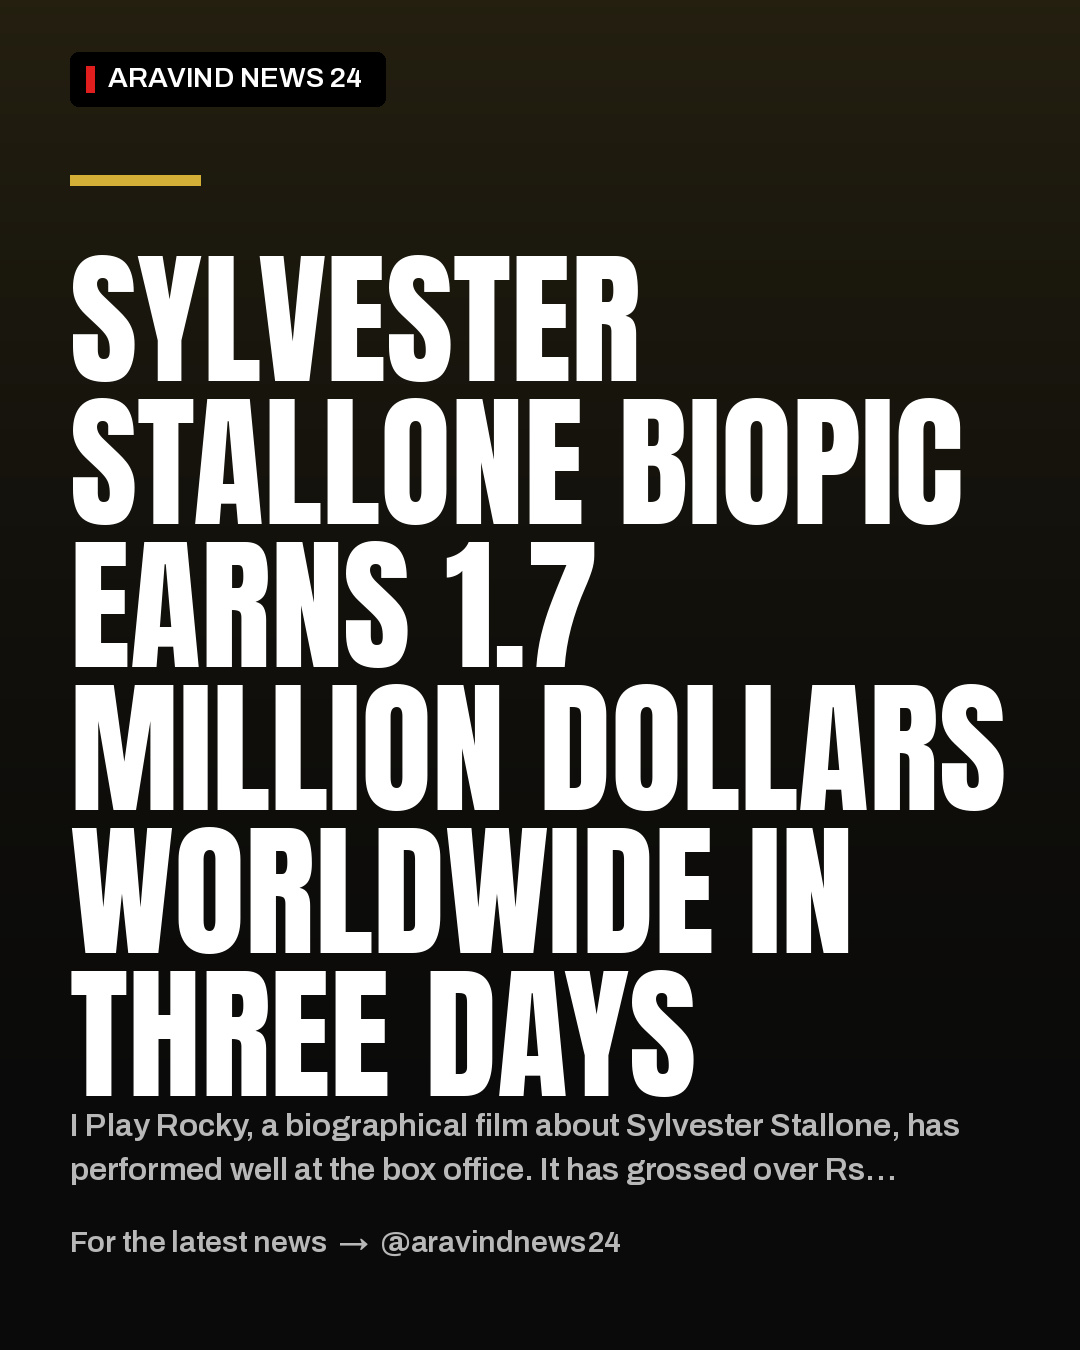 ARAVIND NEWS 24
SYLVESTER
STALLONE BIOPIC
EARNS 1.7
MILLION DOLLARS
WORLDWIDE IN
THREE DAYS
I Play Rocky, a biographical film about Sylvester Stallone, has
performed well at the box office. It has grossed over Rs...
For the latest news → @aravindnews24